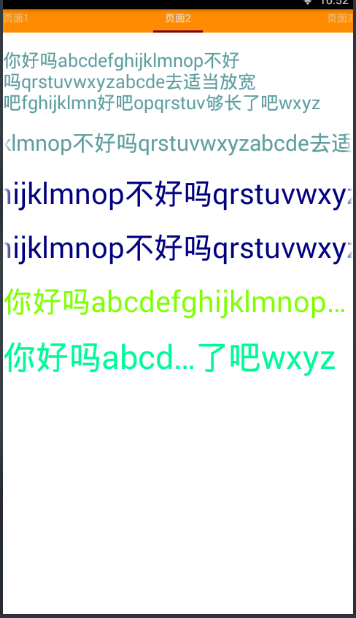 10:52
页面1 页面2 页面3
你好吗abcdefghijklmnop不好
吗qrstuvwxyzabcde去适当放宽
吧fghijklmn好吧opqrstuv够长了吧wxyz
klmnop不好吗qrstuvwxyzabcde去适
hijklmnop不好吗qrstuvwxyz
hijklmnop不好吗qrstuvwxyz
你好吗abcdefghijklmnop...
你好吗abcd...了吧wxyz